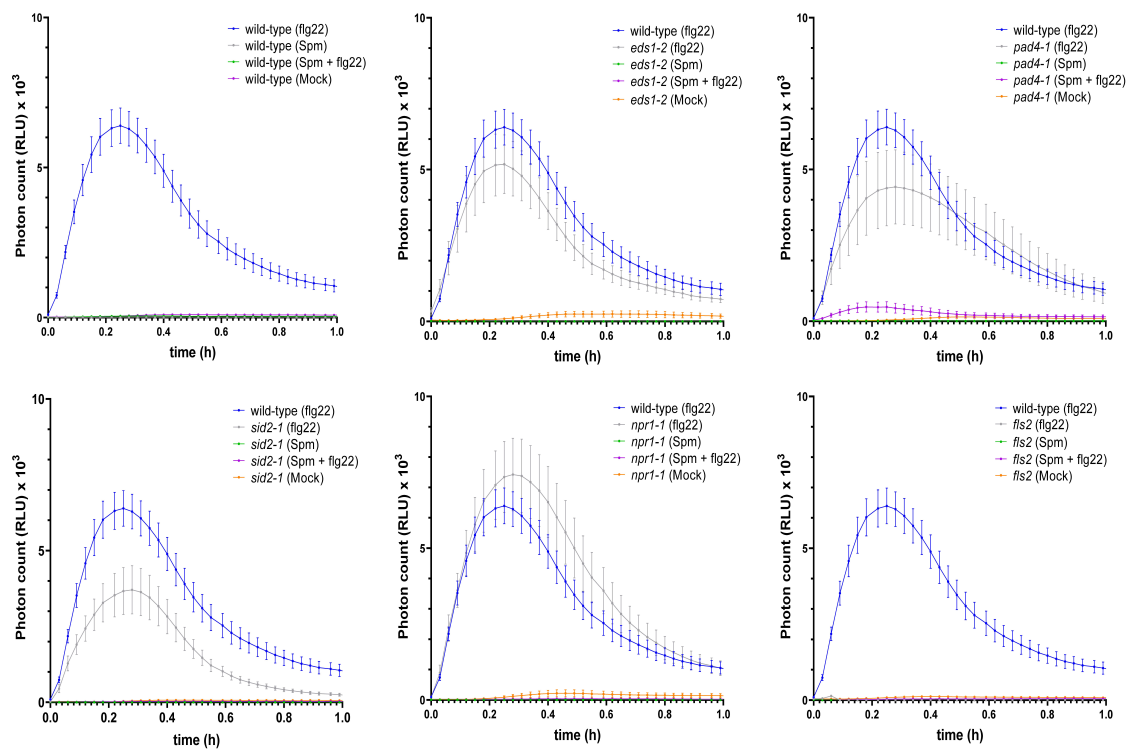 10
5
0
0.0 0.2 0.4 0.6 0.8 1.0
Photon count (RLU) x 10³
time (h)
wild-type (flg22)
wild-type (Spm)
wild-type (Spm + flg22)
wild-type (Mock)
10
5
0
0.0 0.2 0.4 0.6 0.8 1.0
Photon count (RLU) x 10³
time (h)
wild-type (flg22)
eds1-2 (flg22)
eds1-2 (Spm)
eds1-2 (Spm + flg22)
eds1-2 (Mock)
10
5
0
0.0 0.2 0.4 0.6 0.8 1.0
Photon count (RLU) x 10³
time (h)
wild-type (flg22)
pad4-1 (flg22)
pad4-1 (Spm)
pad4-1 (Spm + flg22)
pad4-1 (Mock)
10
5
0
0.0 0.2 0.4 0.6 0.8 1.0
Photon count (RLU) x 10³
time (h)
wild-type (flg22)
sid2-1 (flg22)
sid2-1 (Spm)
sid2-1 (Spm + flg22)
sid2-1 (Mock)
10
5
0
0.0 0.2 0.4 0.6 0.8 1.0
Photon count (RLU) x 10³
time (h)
wild-type (flg22)
npr1-1 (flg22)
npr1-1 (Spm)
npr1-1 (Spm + flg22)
npr1-1 (Mock)
10
5
0
0.0 0.2 0.4 0.6 0.8 1.0
Photon count (RLU) x 10³
time (h)
wild-type (flg22)
fls2 (flg22)
fls2 (Spm)
fls2 (Spm + flg22)
fls2 (Mock)